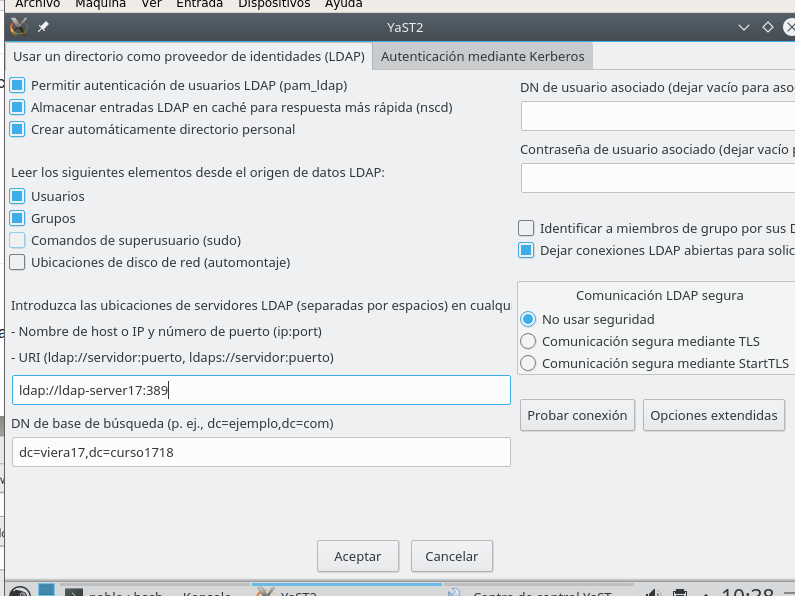 Archivo Máquina Ver Entrada Dispositivos Ayuda
YaST2
Usar un directorio como proveedor de identidades (LDAP)
Autenticación mediante Kerberos
Permitir autenticación de usuarios LDAP (pam_ldap)
Almacenar entradas LDAP en caché para respuesta más rápida (nscd)
Crear automáticamente directorio personal
Leer los siguientes elementos desde el origen de datos LDAP:
Usuarios
Grupos
Comandos de superusuario (sudo)
Ubicaciones de disco de red (automontaje)
Introduzca las ubicaciones de servidores LDAP (separadas por espacios) en cualqu
- Nombre de host o IP y número de puerto (ip:port)
- URI (ldap://servidor:puerto, ldaps://servidor:puerto)
ldap://ldap-server17:389
DN de base de búsqueda (p. ej., dc=ejemplo,dc=com)
dc=viera17,dc=curso1718
DN de usuario asociado (dejar vacío para aso
Contraseña de usuario asociado (dejar vacío p
Identificar a miembros de grupo por sus D
Dejar conexiones LDAP abiertas para solic
Comunicación LDAP segura
No usar seguridad
Comunicación segura mediante TLS
Comunicación segura mediante StartTLS
Probar conexión
Opciones extendidas
Aceptar
Cancelar
bash — Konsole
YaST2
Centro de control YaST
10:28